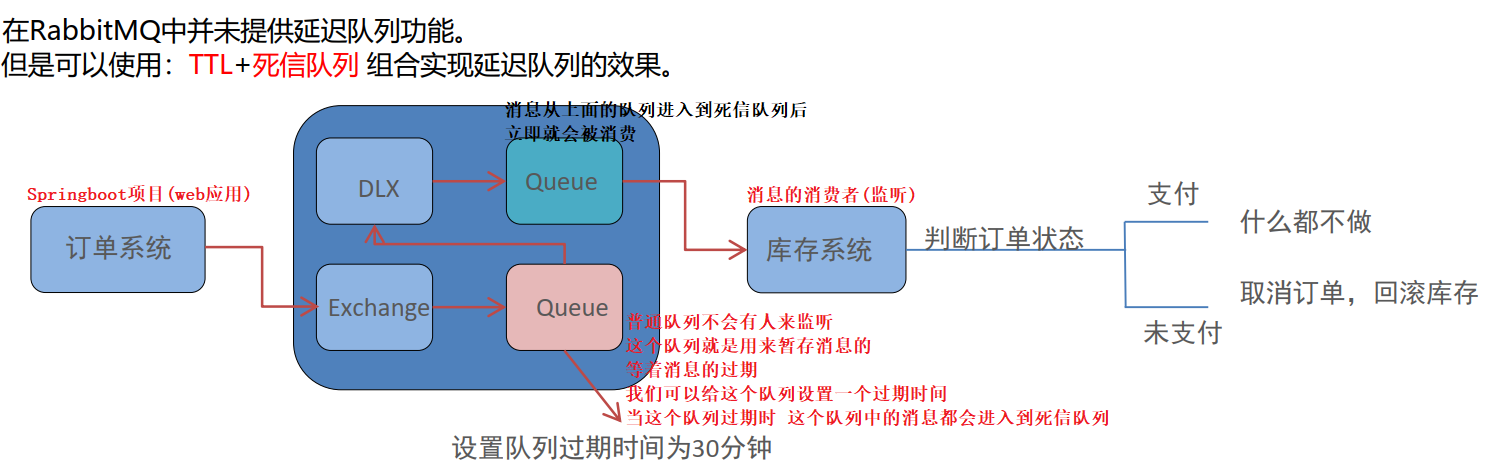 在RabbitMQ中并未提供延迟队列功能。
但是可以使用：TTL+死信队列 组合实现延迟队列的效果。
消息从上面的队列进入到死信队列后
立即就会被消费
Springboot项目(web应用)
订单系统
DLX
Queue
消息的消费者(监听)
库存系统
判断订单状态
支付
什么都不做
取消订单，回滚库存
未支付
Exchange
Queue
普通队列不会有人来监听
这个队列就是用来暂存消息的
等着消息的过期
我们可以给这个队列设置一个过期时间
当这个队列过期时 这个队列中的消息都会进入到死信队列
设置队列过期时间为30分钟